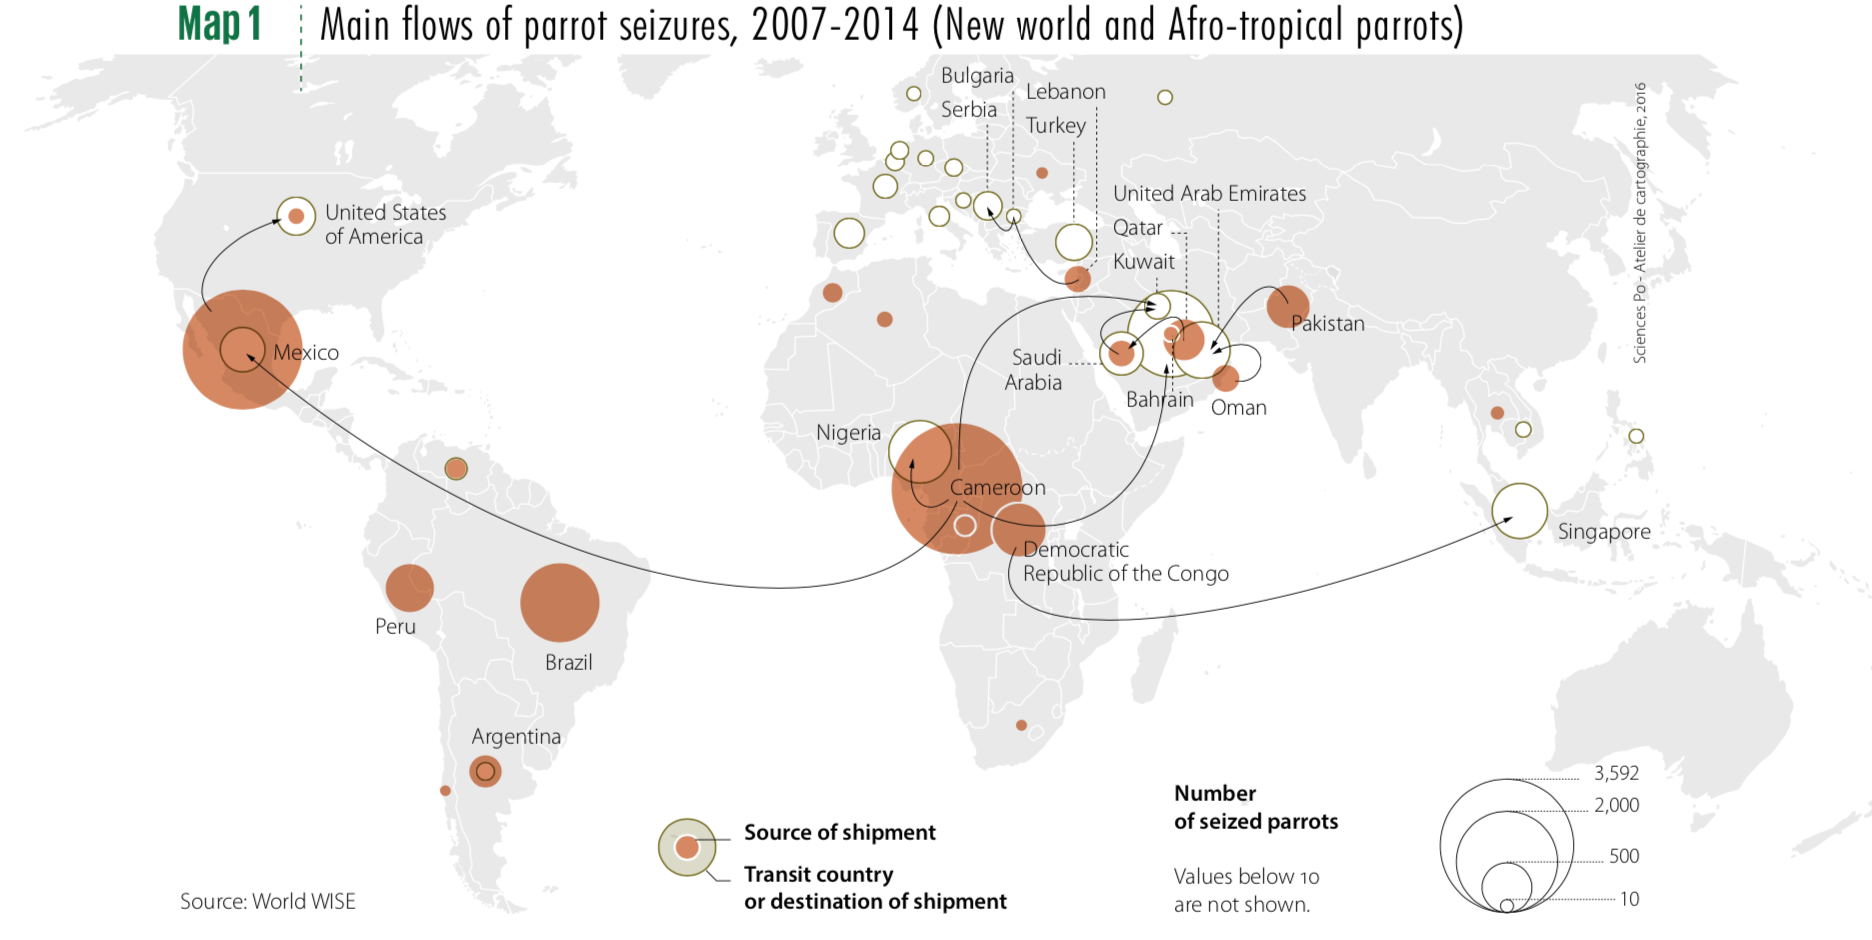 Map 1
Main flows of parrot seizures, 2007-2014 (New world and Afro-tropical parrots)
Bulgaria
Serbia
Lebanon
Turkey
United Arab Emirates
Qatar
Kuwait
United States
of America
Mexico
Pakistan
Saudi
Arabia
Bahrain
Oman
Nigeria
Cameroon
Democratic
Republic of the Congo
Singapore
Peru
Brazil
Argentina
Source of shipment
Transit country
or destination of shipment
Number
of seized parrots
Values below 10
are not shown.
3,592
2,000
500
10
Source: World WISE
Sciences Po - Atelier de cartographie, 2016